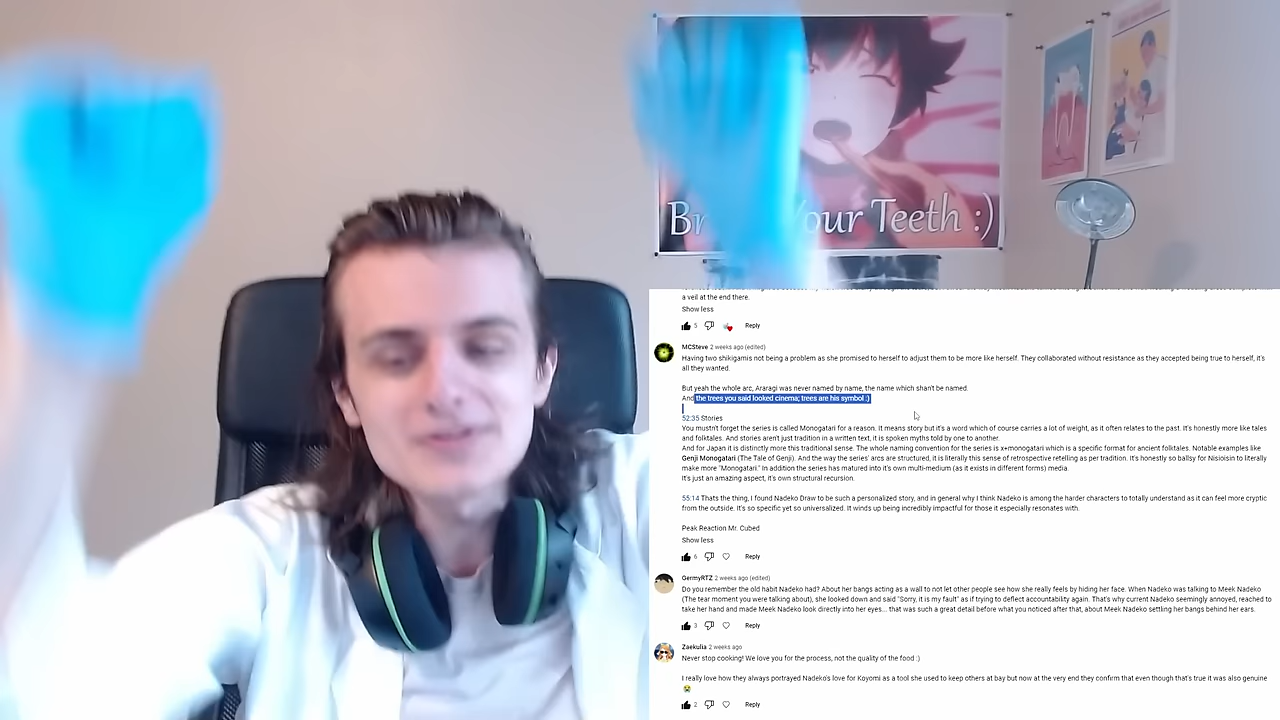 Br Your Teeth :)
a veil at the end there.
Show less
5 Reply
MCSteve 2 weeks ago (edited)
Having two shikigamis not being a problem as she promised to herself to adjust them to be more like herself. They collaborated without resistance as they accepted being true to herself, it's
all they wanted.
But yeah the whole arc, Araragi was never named by name, the name which shan't be named.
And the trees you said looked cinema; trees are his symbol :)
52:35 Stories
You mustn't forget the series is called Monogatari for a reason. It means story but it's a word which of course carries a lot of weight, as it often relates to the past. It's honestly more like tales
and folktales. And stories aren't just tradition in a written text, it is spoken myths told by one to another.
And for Japan it is distinctly more this traditional sense. The whole naming convention for the series is x+monogatari which is a specific format for ancient folktales. Notable examples like
Genji Monogatari (The Tale of Genji). And the way the series' arcs are structured, it is literally this sense of retrospective retelling as per tradition. It's honestly so ballsy for Nisioisin to literally
make more "Monogatari." In addition the series has matured into it's own multi-medium (as it exists in different forms) media.
It's just an amazing aspect, it's own structural recursion.
55:14 Thats the thing, I found Nadeko Draw to be such a personalized story, and in general why I think Nadeko is among the harder characters to totally understand as it can feel more cryptic
from the outside. It's so specific yet so universalized. It winds up being incredibly impactful for those it especially resonates with.
Peak Reaction Mr. Cubed
Show less
6 Reply
GermyRTZ 2 weeks ago (edited)
Do you remember the old habit Nadeko had? About her bangs acting as a wall to not let other people see how she really feels by hiding her face. When Nadeko was talking to Meek Nadeko
(The tear moment you were talking about), she looked down and said "Sorry, it is my fault" as if trying to deflect accountability again. That's why current Nadeko seemingly annoyed, reached to
take her hand and made Meek Nadeko look directly into her eyes... that was such a great detail before what you noticed after that, about Meek Nadeko settling her bangs behind her ears.
3 Reply
Zaekulia 2 weeks ago
Never stop cooking! We love you for the process, not the quality of the food :)
I really love how they always portrayed Nadeko's love for Koyomi as a tool she used to keep others at bay but now at the very end they confirm that even though that's true it was also genuine
😭
2 Reply